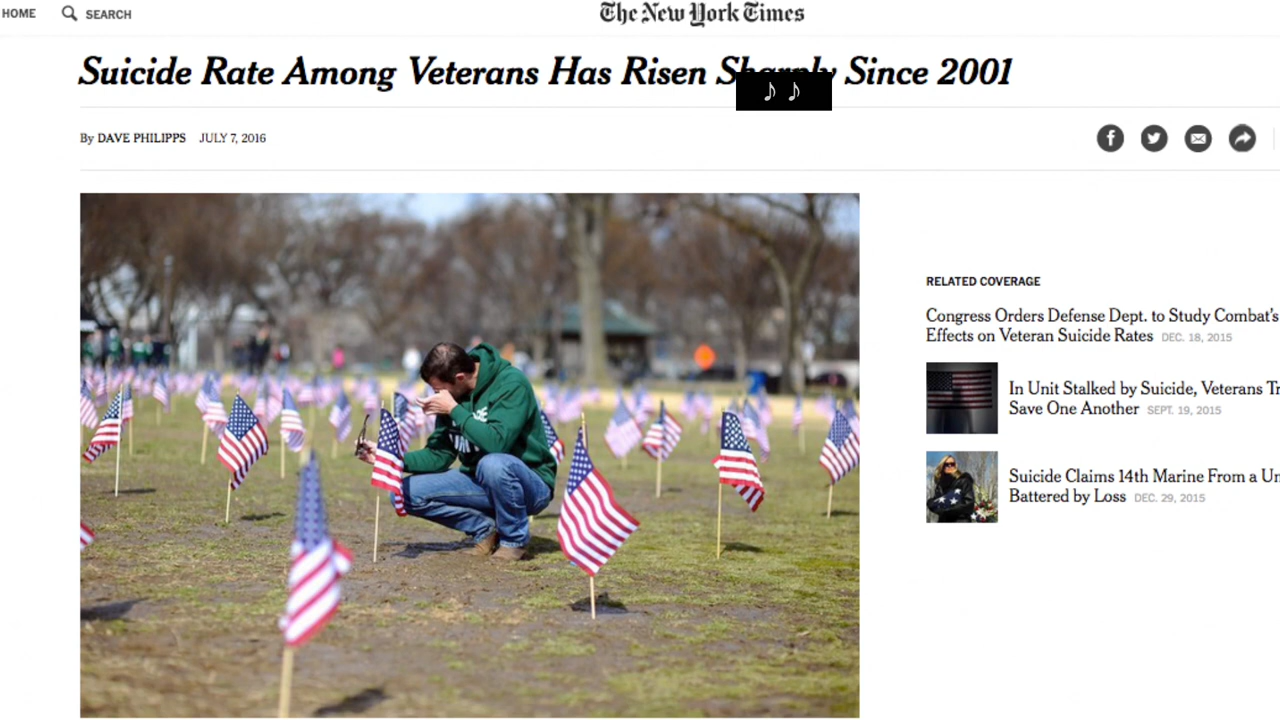 HOME SEARCH The New York Times
Suicide Rate Among Veterans Has Risen Sharply Since 2001
♪ ♪
By DAVE PHILIPPS JULY 7, 2016
RELATED COVERAGE
Congress Orders Defense Dept. to Study Combat's
Effects on Veteran Suicide Rates DEC. 18, 2015
In Unit Stalked by Suicide, Veterans Tr
Save One Another SEPT. 19, 2015
Suicide Claims 14th Marine From a Un
Battered by Loss DEC. 29, 2015